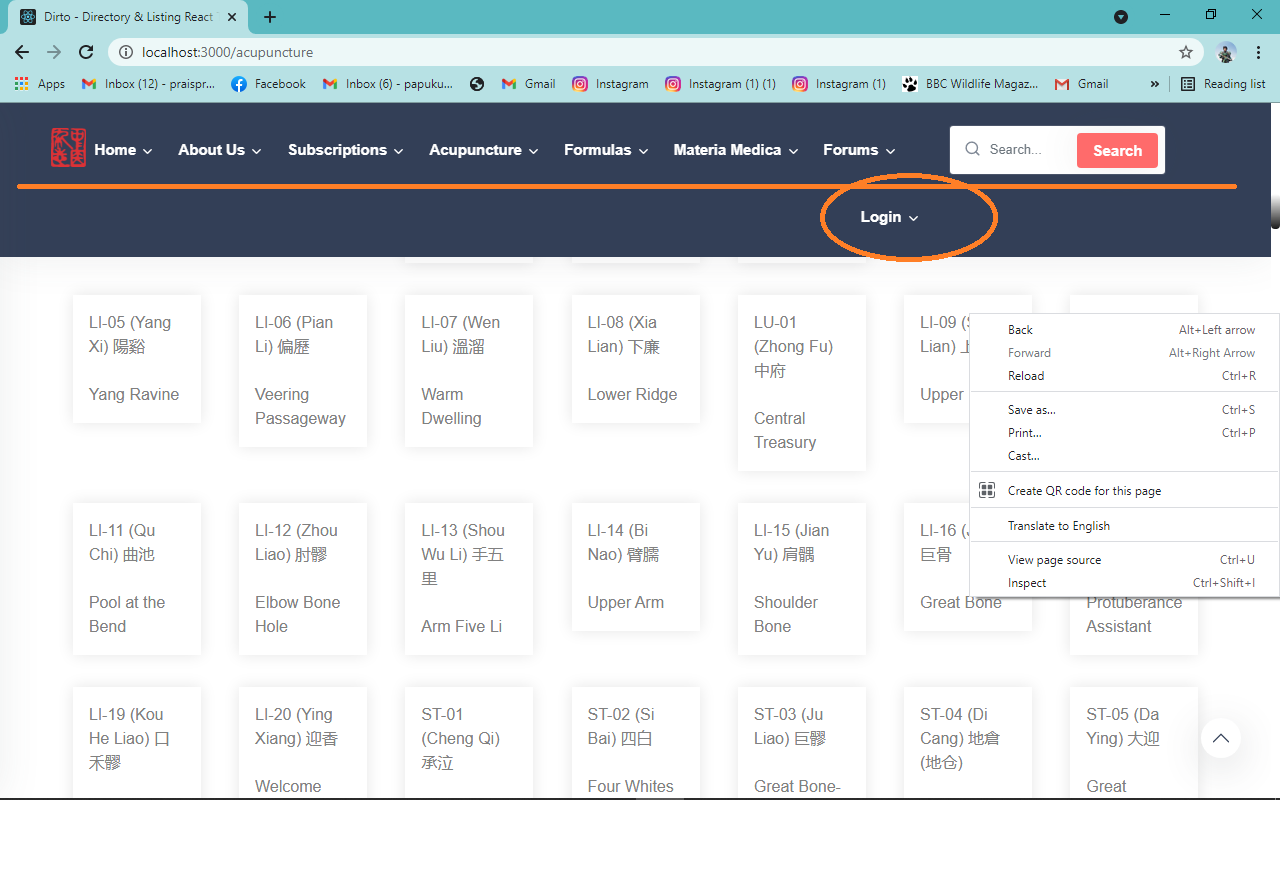 Dirto - Directory & Listing React
localhost:3000/acupuncture
Apps Inbox (12) - praispr... Facebook Inbox (6) - papuku... Gmail Instagram Instagram (1) (1) Instagram (1) BBC Wildlife Magaz... Gmail » Reading list
Home About Us Subscriptions Acupuncture Formulas Materia Medica Forums Search... Search
Login
LI-05 (Yang
Xi) 陽谿
Yang Ravine
LI-06 (Pian
Li) 偏歷
Veering
Passageway
LI-07 (Wen
Liu) 溫溜
Warm
Dwelling
LI-08 (Xia
Lian) 下廉
Lower Ridge
LU-01
(Zhong Fu)
中府
Central
Treasury
LI-09 (
Lian) 上
Upper
Back Alt+Left arrow
Forward Alt+Right Arrow
Reload Ctrl+R
Save as... Ctrl+S
Print... Ctrl+P
Cast...
Create QR code for this page
Translate to English
View page source Ctrl+U
Inspect Ctrl+Shift+I
LI-11 (Qu
Chi) 曲池
Pool at the
Bend
LI-12 (Zhou
Liao) 肘髎
Elbow Bone
Hole
LI-13 (Shou
Wu Li) 手五
里
Arm Five Li
LI-14 (Bi
Nao) 臂臑
Upper Arm
LI-15 (Jian
Yu) 肩髃
Shoulder
Bone
LI-16 (
巨骨
Great Bone
Protuberance
Assistant
LI-19 (Kou
He Liao) 口
禾髎
LI-20 (Ying
Xiang) 迎香
Welcome
ST-01
(Cheng Qi)
承泣
ST-02 (Si
Bai) 四白
Four Whites
ST-03 (Ju
Liao) 巨髎
Great Bone-
ST-04 (Di
Cang) 地倉
(地仓)
ST-05 (Da
Ying) 大迎
Great